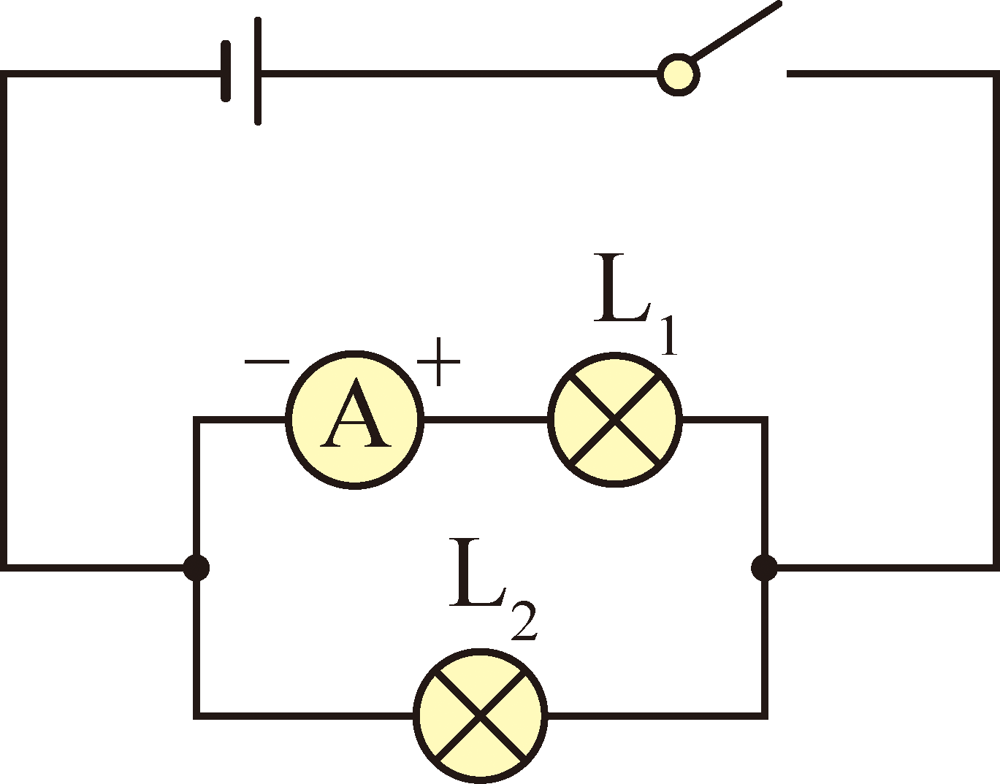 L₁
− A +
L₂